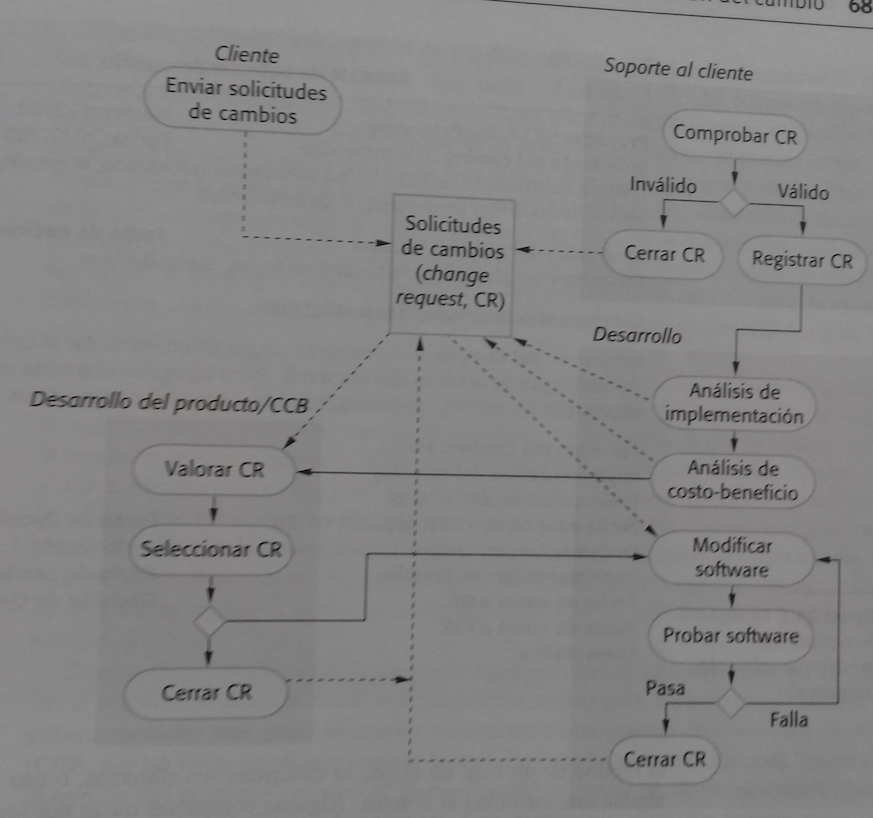 cambio 68
Cliente
Enviar solicitudes
de cambios
Soporte al cliente
Comprobar CR
Inválido
Válido
Cerrar CR
Registrar CR
Solicitudes
de cambios
(change
request, CR)
Desarrollo
Análisis de
implementación
Análisis de
costo-beneficio
Desarrollo del producto/CCB
Valorar CR
Seleccionar CR
Cerrar CR
Modificar
software
Probar software
Pasa
Falla
Cerrar CR